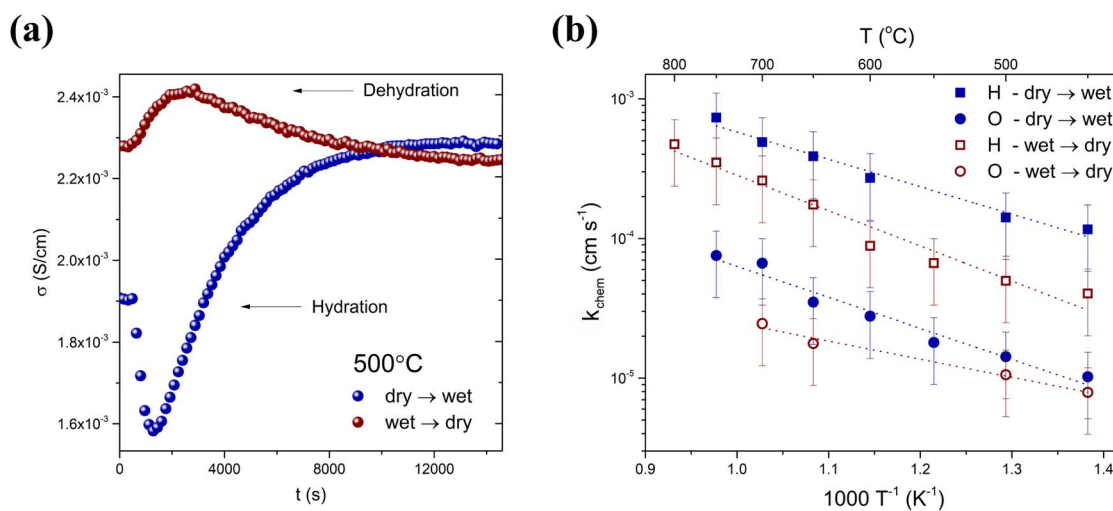 (a)
2.4x10⁻³
2.2x10⁻³
2.0x10⁻³
1.8x10⁻³
1.6x10⁻³
σ (S/cm)
Dehydration
Hydration
500°C
dry → wet
wet → dry
0 4000 8000 12000
t (s)
(b)
T (°C)
800 700 600 500
10⁻³
10⁻⁴
10⁻⁵
k_chem (cm s⁻¹)
H - dry → wet
O - dry → wet
H - wet → dry
O - wet → dry
0.9 1.0 1.1 1.2 1.3 1.4
1000 T⁻¹ (K⁻¹)